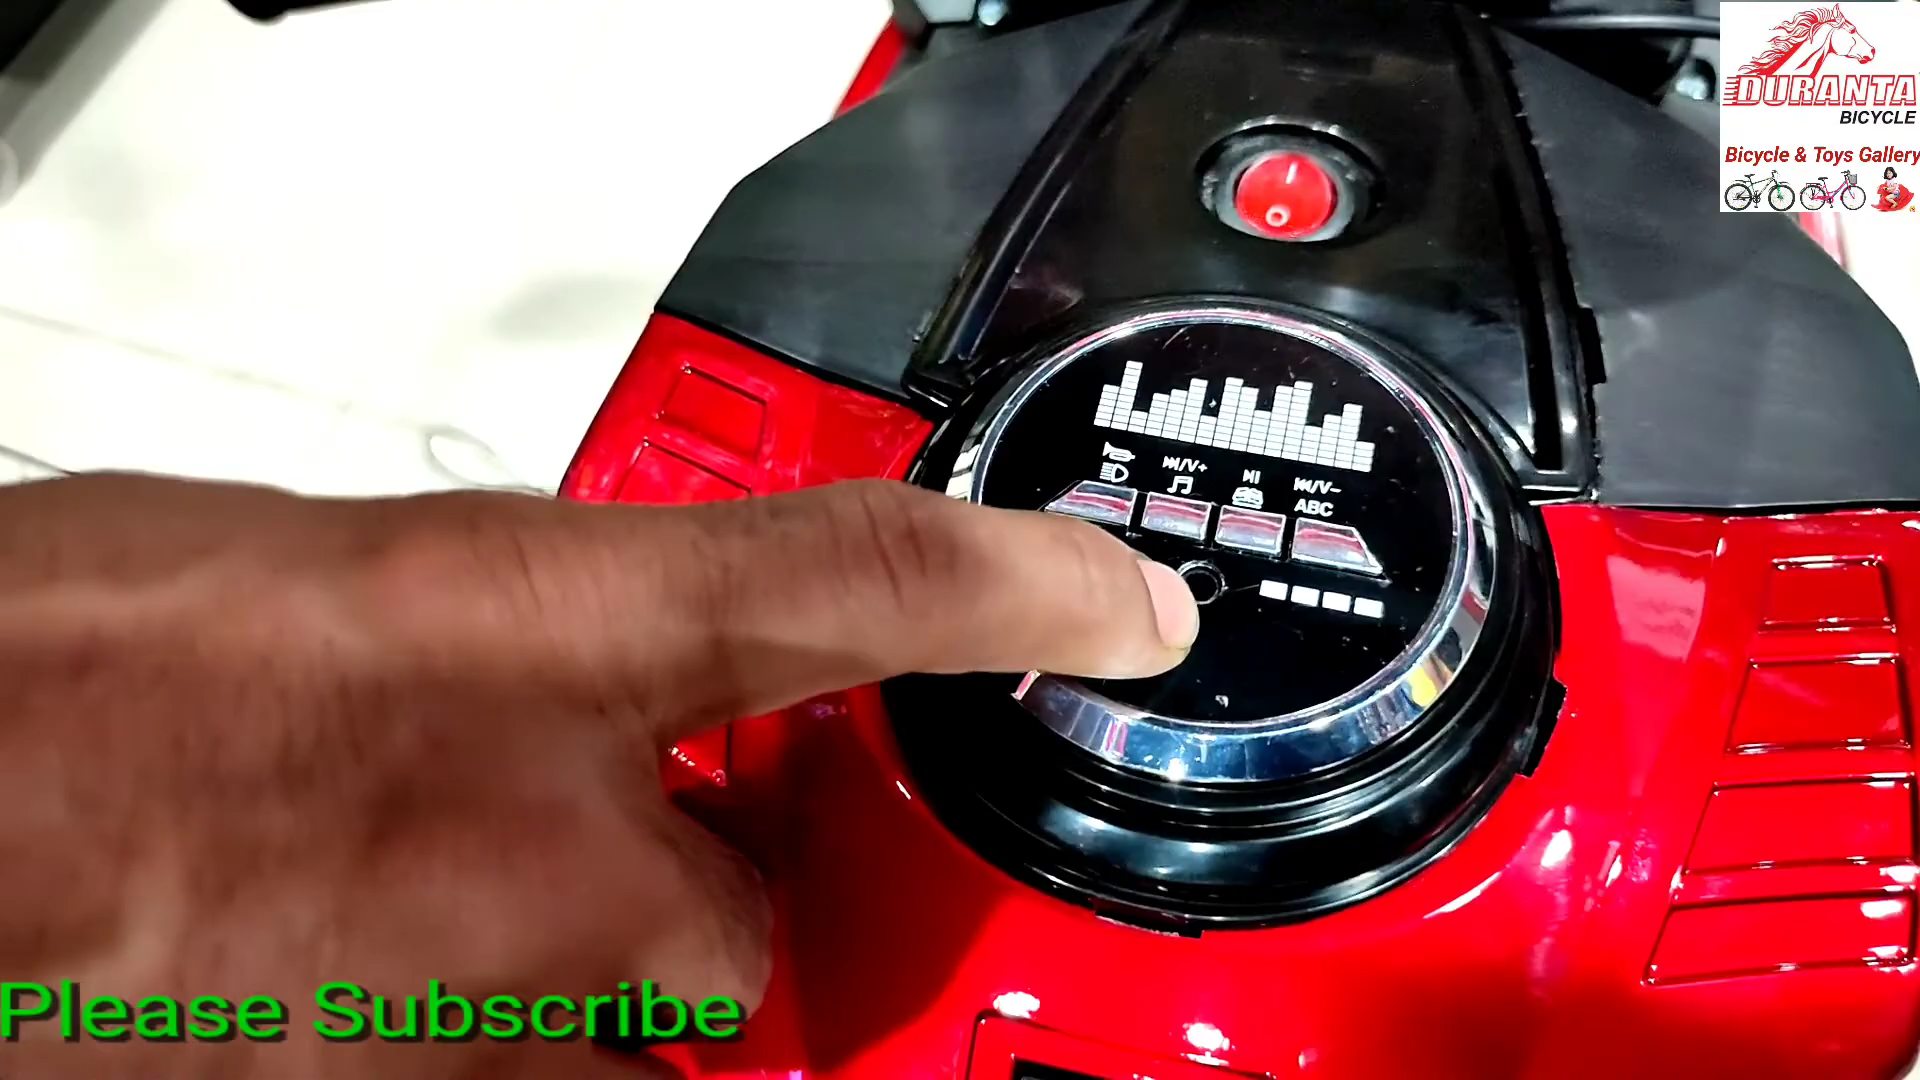 DURANTA
BICYCLE
Bicycle & Toys Gallery
/V+
/V-
ABC
Please Subscribe